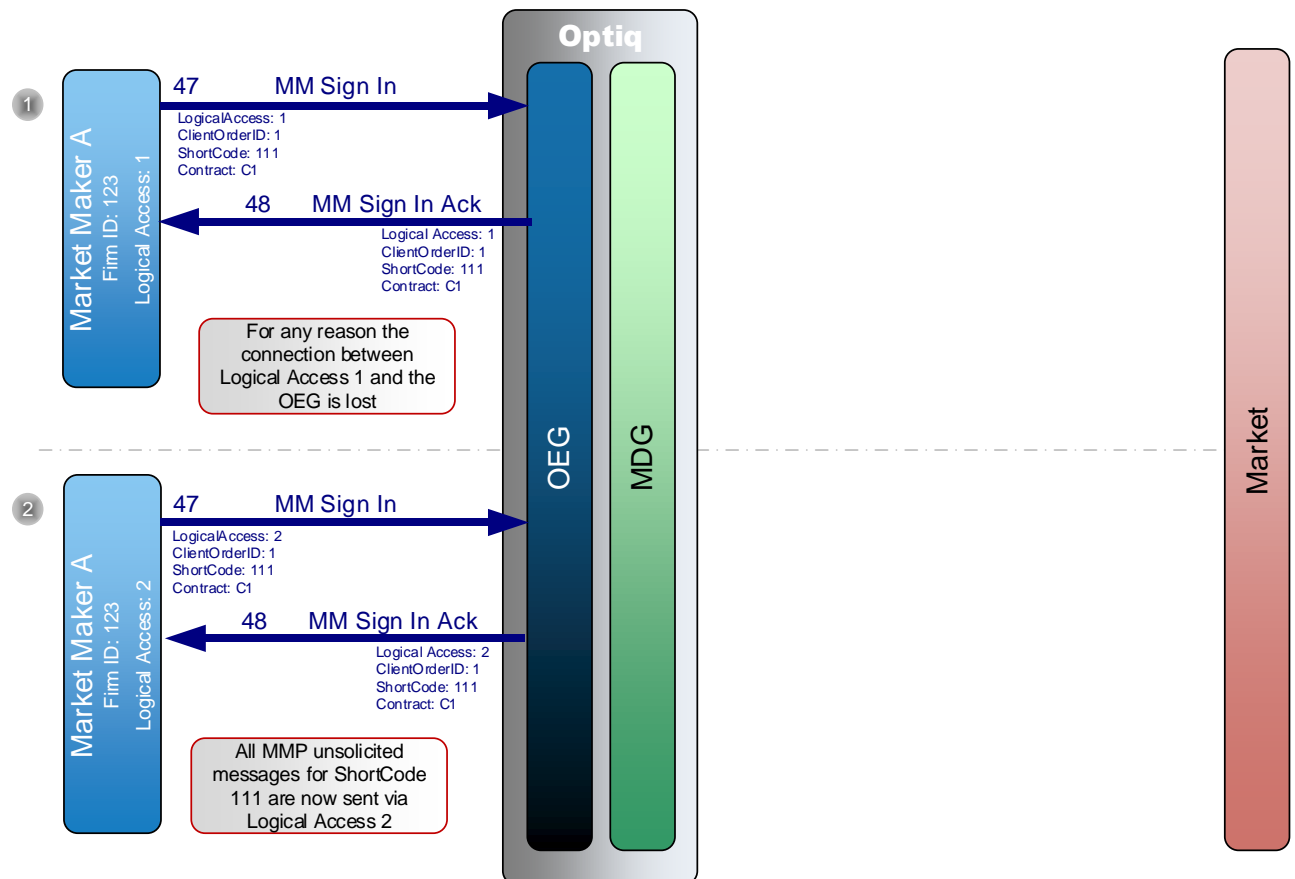 Optiq
1
Market Maker A
Firm ID: 123
Logical Access: 1
47 MM Sign In
LogicalAccess: 1
ClientOrderID: 1
ShortCode: 111
Contract: C1
48 MM Sign In Ack
Logical Access: 1
ClientOrderID: 1
ShortCode: 111
Contract: C1
For any reason the
connection between
Logical Access 1 and the
OEG is lost
OEG
MDG
Market
2
Market Maker A
Firm ID: 123
Logical Access: 2
47 MM Sign In
LogicalAccess: 2
ClientOrderID: 1
ShortCode: 111
Contract: C1
48 MM Sign In Ack
Logical Access: 2
ClientOrderID: 1
ShortCode: 111
Contract: C1
All MMP unsolicited
messages for ShortCode
111 are now sent via
Logical Access 2